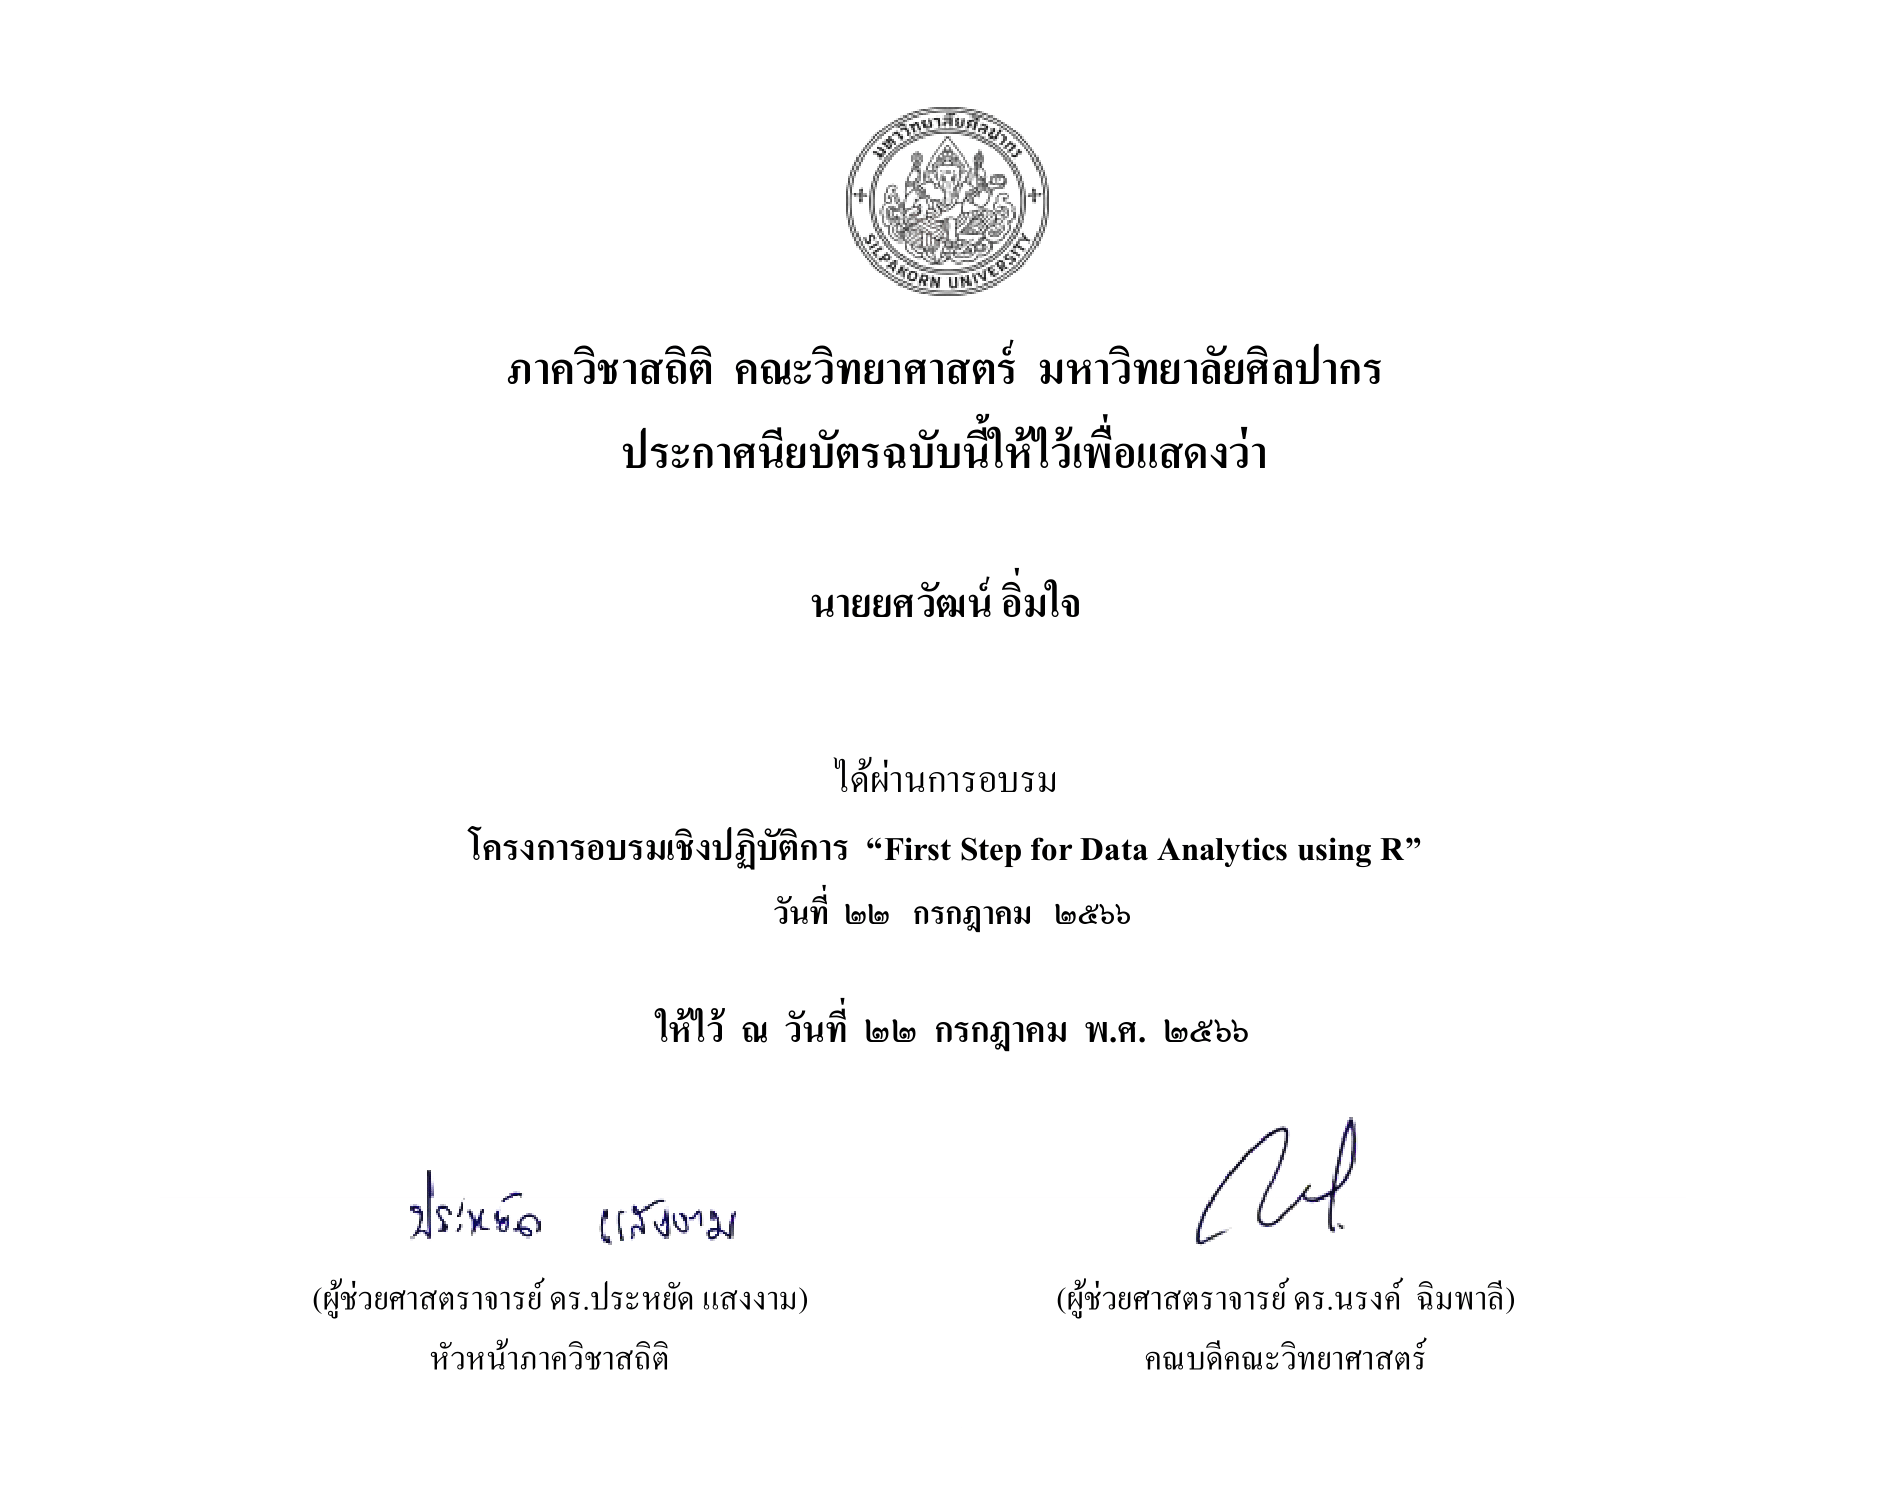 มหาวิทยาลัยศิลปากร
SILPAKORN UNIVERSITY
ภาควิชาสถิติ คณะวิทยาศาสตร์ มหาวิทยาลัยศิลปากร
ประกาศนียบัตรฉบับนี้ให้ไว้เพื่อแสดงว่า
นายยศวัฒน์ อิ่มใจ
ได้ผ่านการอบรม
โครงการอบรมเชิงปฏิบัติการ “First Step for Data Analytics using R”
วันที่ ๒๒ กรกฎาคม ๒๕๖๖
ให้ไว้ ณ วันที่ ๒๒ กรกฎาคม พ.ศ. ๒๕๖๖
ประหยัด แสงงาม
(ผู้ช่วยศาสตราจารย์ ดร.ประหยัด แสงงาม) (ผู้ช่วยศาสตราจารย์ ดร.นรงค์ ฉิมพาลี)
หัวหน้าภาควิชาสถิติ คณบดีคณะวิทยาศาสตร์